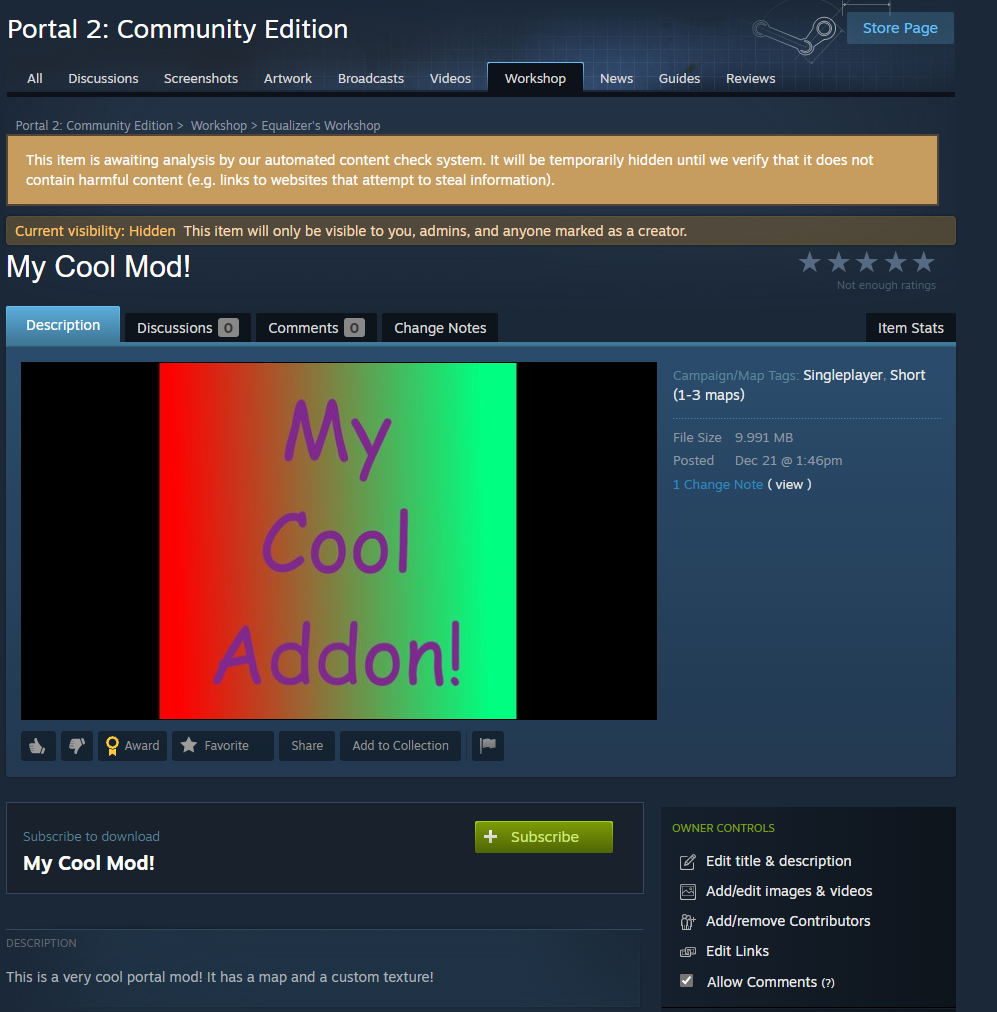 Portal 2: Community Edition
Store Page
All Discussions Screenshots Artwork Broadcasts Videos Workshop News Guides Reviews
Portal 2: Community Edition > Workshop > Equalizer's Workshop
This item is awaiting analysis by our automated content check system. It will be temporarily hidden until we verify that it does not
contain harmful content (e.g. links to websites that attempt to steal information).
Current visibility: Hidden This item will only be visible to you, admins, and anyone marked as a creator.
My Cool Mod!
Not enough ratings
Description Discussions 0 Comments 0 Change Notes Item Stats
My
Cool
Addon!
Campaign/Map Tags: Singleplayer, Short
(1-3 maps)
File Size 9.991 MB
Posted Dec 21 @ 1:46pm
1 Change Note ( view )
Award Favorite Share Add to Collection
Subscribe to download
My Cool Mod!
Subscribe
OWNER CONTROLS
Edit title & description
Add/edit images & videos
Add/remove Contributors
Edit Links
Allow Comments (?)
DESCRIPTION
This is a very cool portal mod! It has a map and a custom texture!